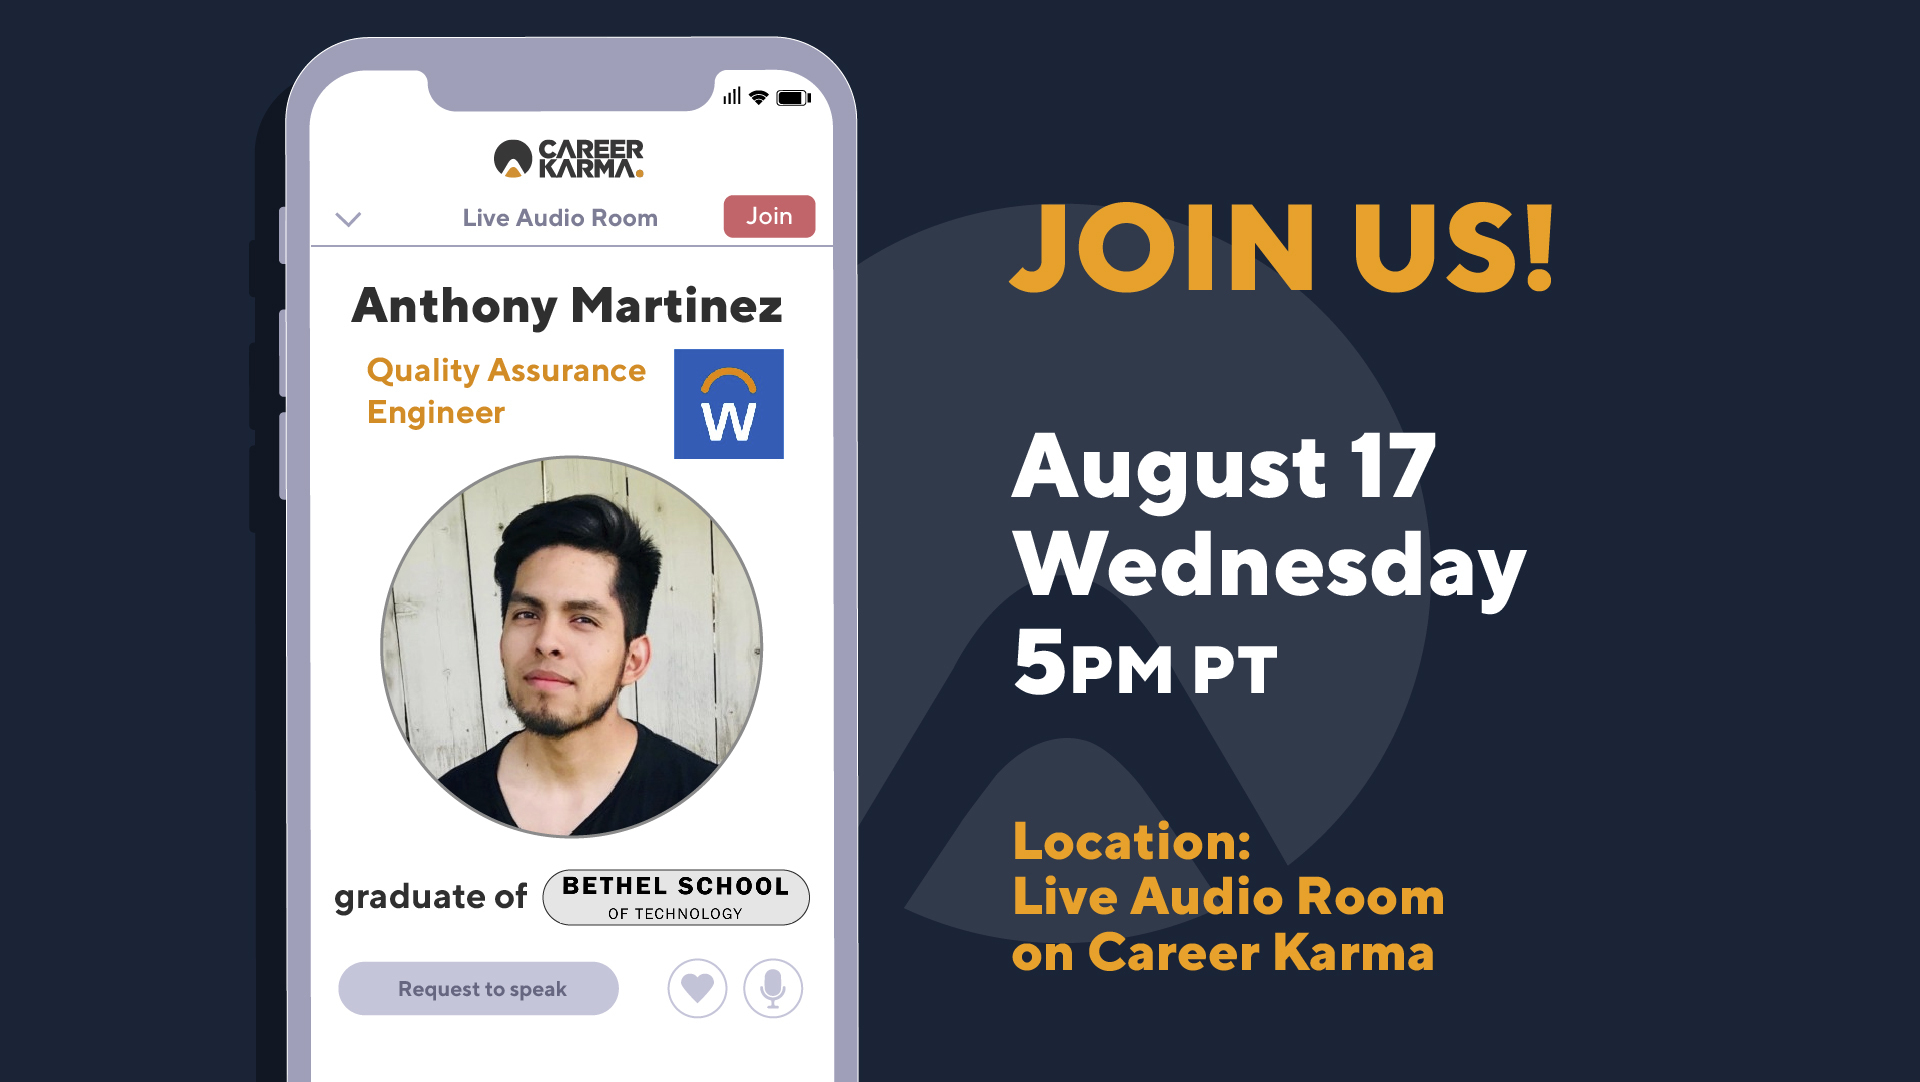 CAREER
KARMA.
Live Audio Room
Join
Anthony Martinez
Quality Assurance
Engineer
W
graduate of
BETHEL SCHOOL
OF TECHNOLOGY
Request to speak
JOIN US!
August 17
Wednesday
5PM PT
Location:
Live Audio Room
on Career Karma